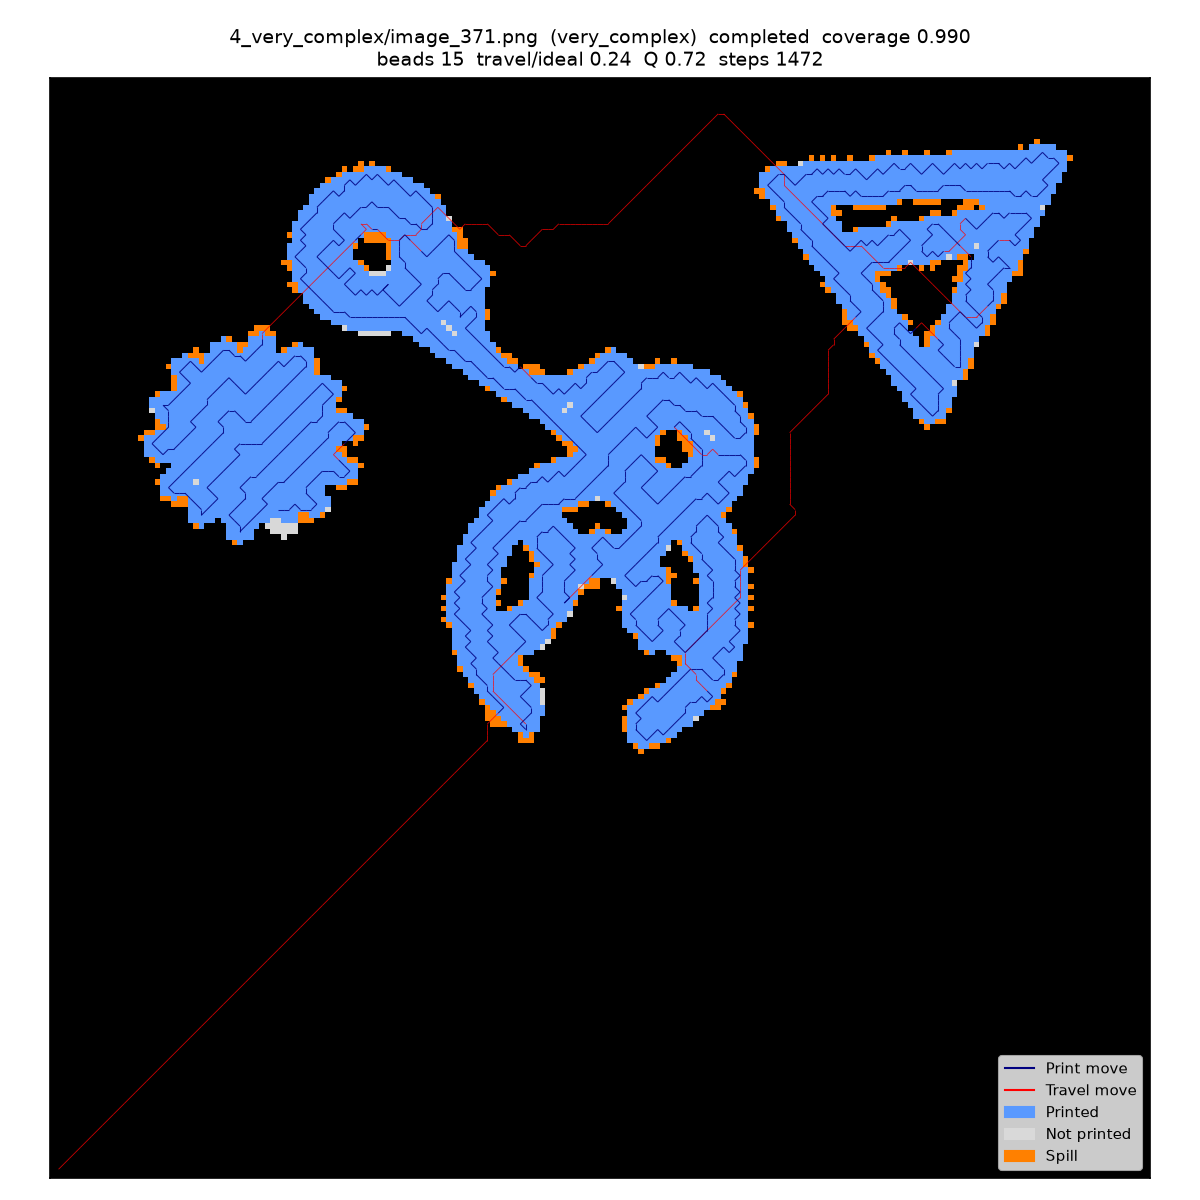 4_very_complex/image_371.png  (very_complex)  completed  coverage 0.990
beads 15  travel/ideal 0.24  Q 0.72  steps 1472
Print move
Travel move
Printed
Not printed
Spill